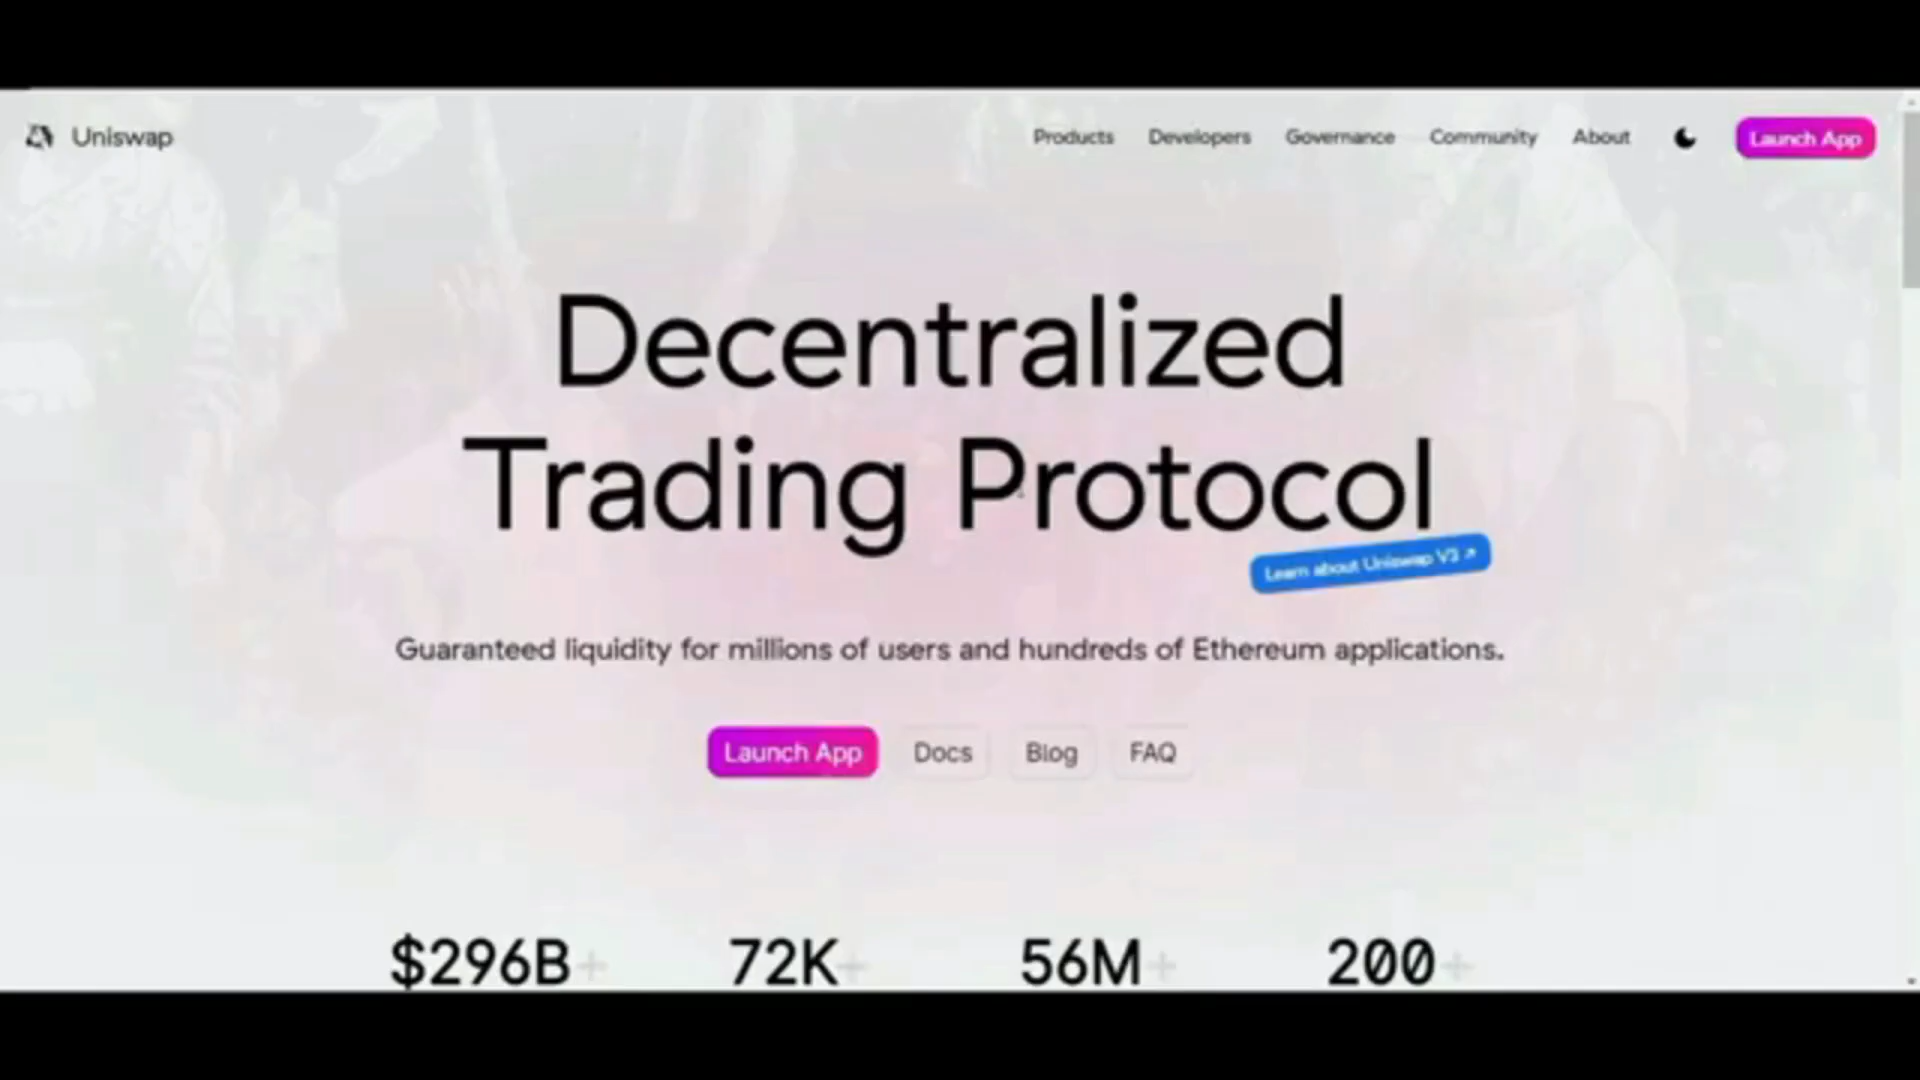 Uniswap
Products Developers Governance Community About Launch App
Decentralized
Trading Protocol
Learn about Uniswap V3 ↗
Guaranteed liquidity for millions of users and hundreds of Ethereum applications.
Launch App Docs Blog FAQ
$296B+ 72K+ 56M+ 200+